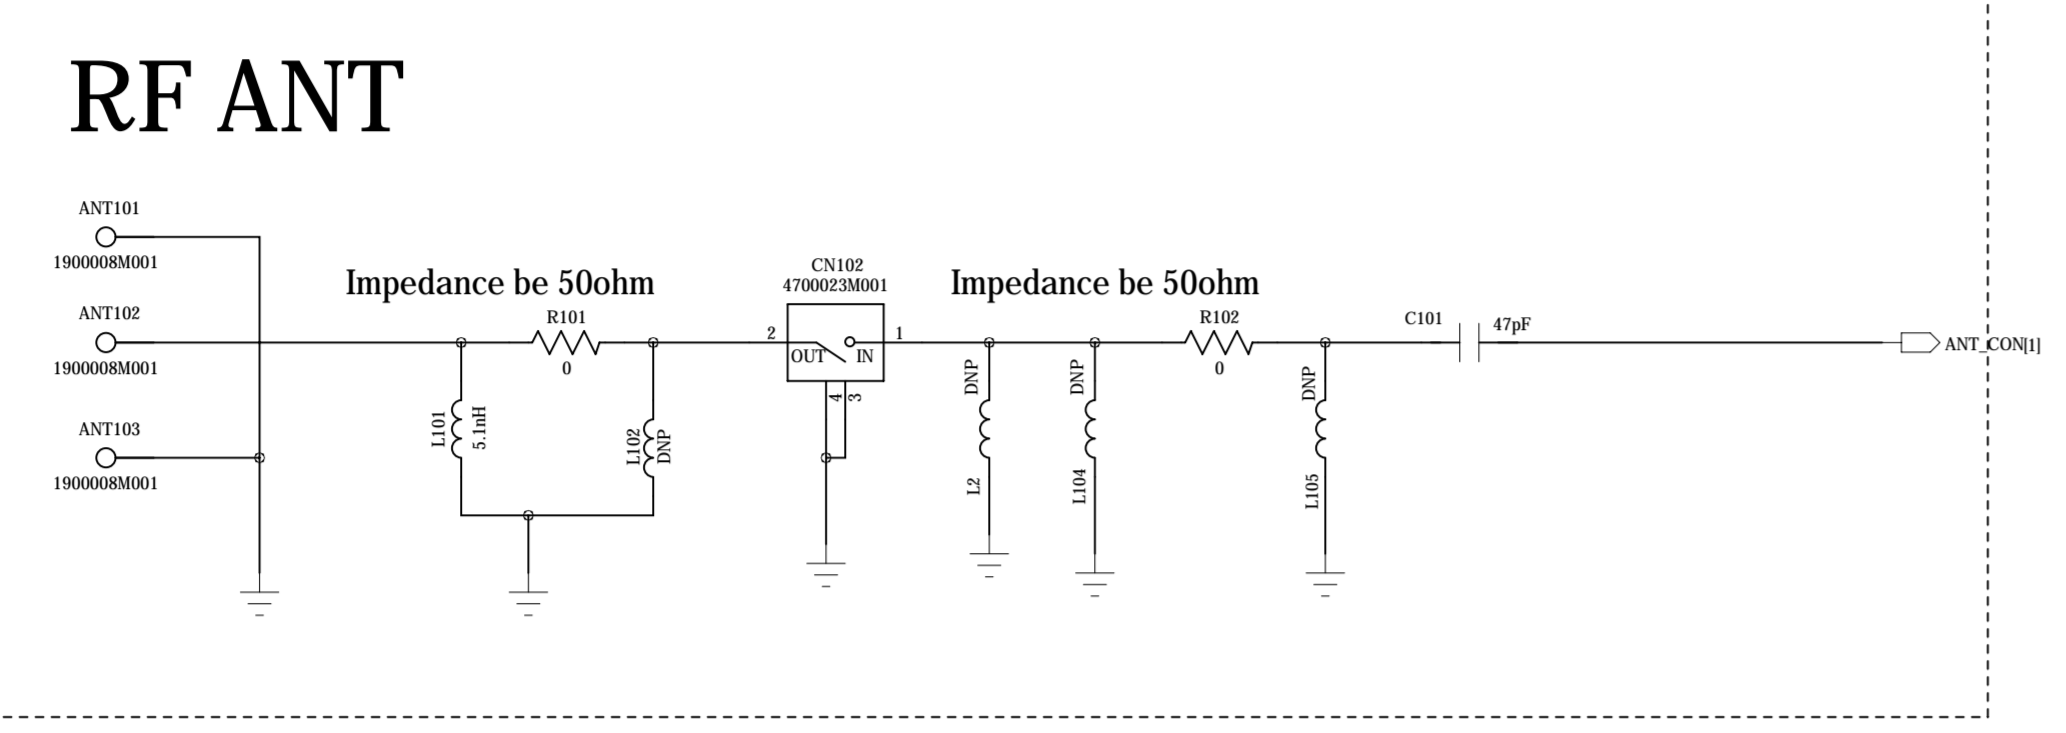 RF ANT
ANT101
1900008M001
ANT102
1900008M001
ANT103
1900008M001
Impedance be 50ohm
R101
0
L101
5.1nH
L102
DNP
CN102
4700023M001
2
OUT
IN
1
4
3
Impedance be 50ohm
DNP
L2
DNP
L104
R102
0
DNP
L105
C101
47pF
ANT_CON[1]